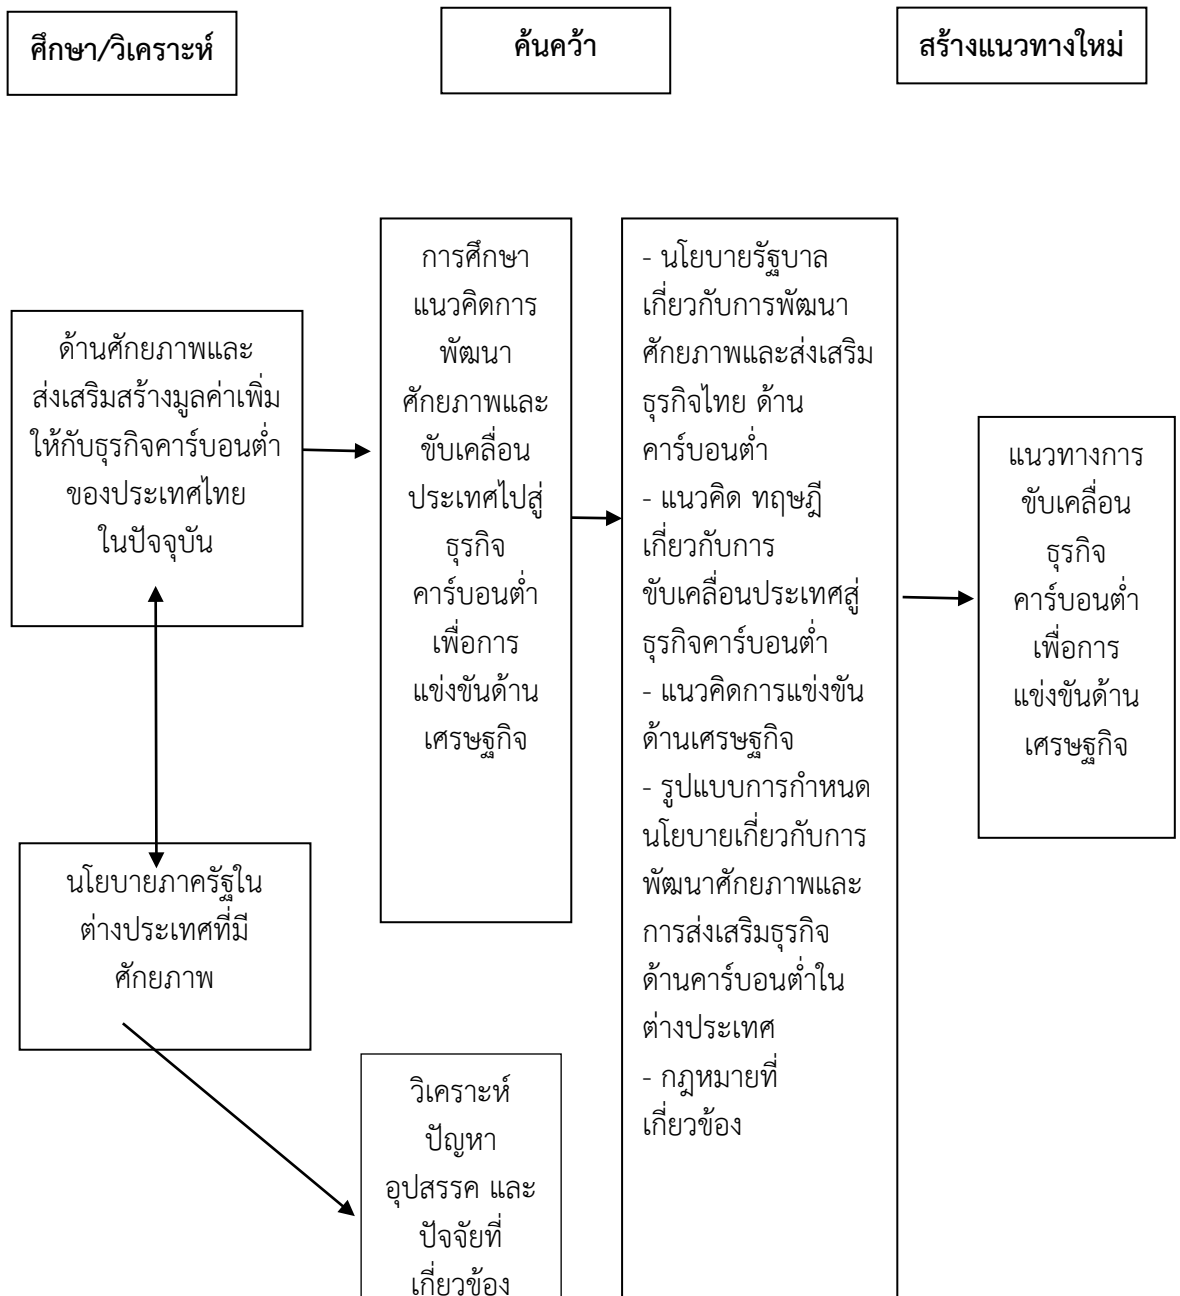 ศึกษา/วิเคราะห์
ค้นคว้า
สร้างแนวทางใหม่
ด้านศักยภาพและ
ส่งเสริมสร้างมูลค่าเพิ่ม
ให้กับธุรกิจคาร์บอนต่ำ
ของประเทศไทย
ในปัจจุบัน
นโยบายภาครัฐใน
ต่างประเทศที่มี
ศักยภาพ
การศึกษา
แนวคิดการ
พัฒนา
ศักยภาพและ
ขับเคลื่อน
ประเทศไปสู่
ธุรกิจ
คาร์บอนต่ำ
เพื่อการ
แข่งขันด้าน
เศรษฐกิจ
วิเคราะห์
ปัญหา
อุปสรรค และ
ปัจจัยที่
เกี่ยวข้อง
- นโยบายรัฐบาล
เกี่ยวกับการพัฒนา
ศักยภาพและส่งเสริม
ธุรกิจไทย ด้าน
คาร์บอนต่ำ
- แนวคิด ทฤษฎี
เกี่ยวกับการ
ขับเคลื่อนประเทศสู่
ธุรกิจคาร์บอนต่ำ
- แนวคิดการแข่งขัน
ด้านเศรษฐกิจ
- รูปแบบการกำหนด
นโยบายเกี่ยวกับการ
พัฒนาศักยภาพและ
การส่งเสริมธุรกิจ
ด้านคาร์บอนต่ำใน
ต่างประเทศ
- กฎหมายที่
เกี่ยวข้อง
แนวทางการ
ขับเคลื่อน
ธุรกิจ
คาร์บอนต่ำ
เพื่อการ
แข่งขันด้าน
เศรษฐกิจ